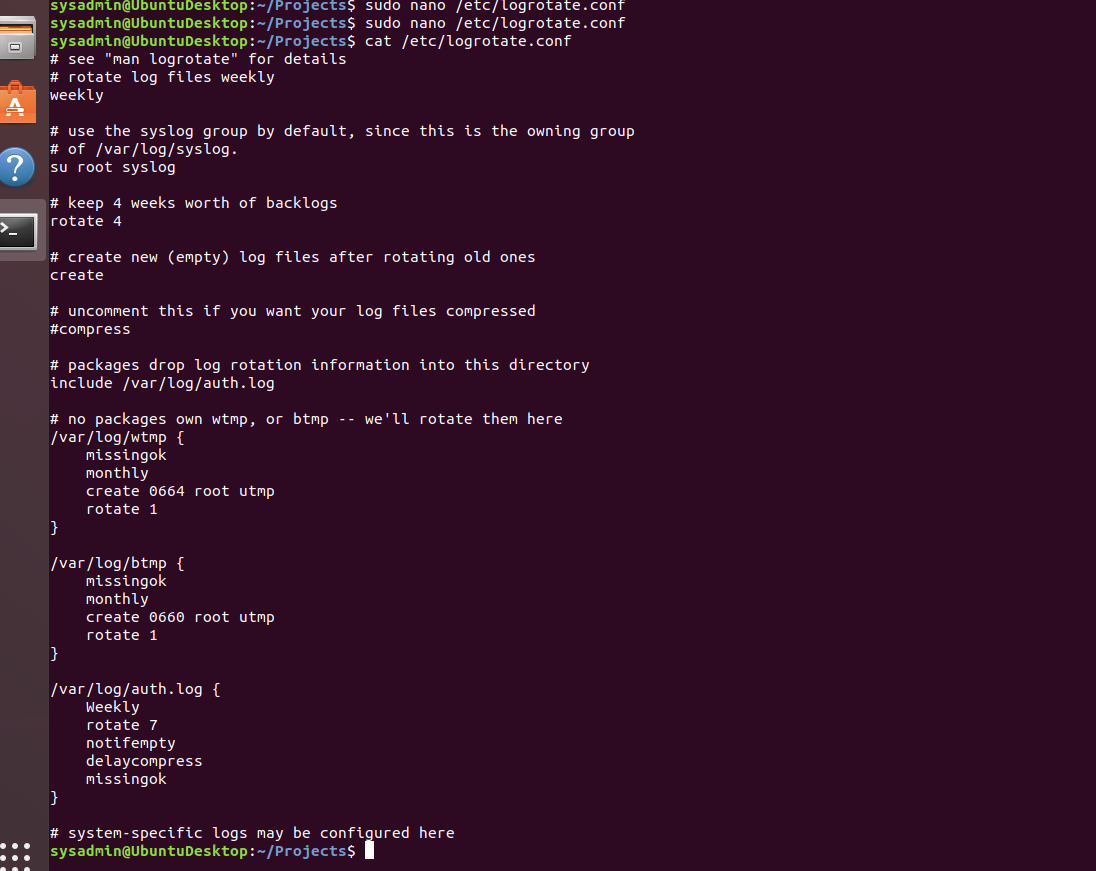 sysadmin@UbuntuDesktop:~/Projects$ sudo nano /etc/logrotate.conf
sysadmin@UbuntuDesktop:~/Projects$ sudo nano /etc/logrotate.conf
sysadmin@UbuntuDesktop:~/Projects$ cat /etc/logrotate.conf
# see "man logrotate" for details
# rotate log files weekly
weekly
# use the syslog group by default, since this is the owning group
# of /var/log/syslog.
su root syslog
# keep 4 weeks worth of backlogs
rotate 4
# create new (empty) log files after rotating old ones
create
# uncomment this if you want your log files compressed
#compress
# packages drop log rotation information into this directory
include /var/log/auth.log
# no packages own wtmp, or btmp -- we'll rotate them here
/var/log/wtmp {
    missingok
    monthly
    create 0664 root utmp
    rotate 1
}
/var/log/btmp {
    missingok
    monthly
    create 0660 root utmp
    rotate 1
}
/var/log/auth.log {
    Weekly
    rotate 7
    notifempty
    delaycompress
    missingok
}
# system-specific logs may be configured here
sysadmin@UbuntuDesktop:~/Projects$